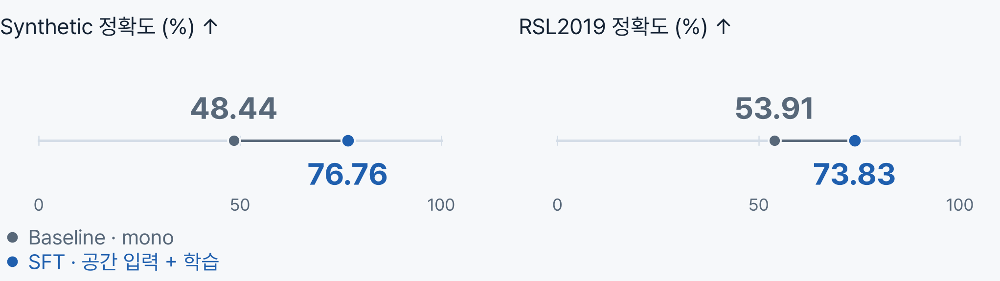 Synthetic 정확도 (%) ↑
48.44
76.76
0 50 100
RSL2019 정확도 (%) ↑
53.91
73.83
0 50 100
Baseline · mono
SFT · 공간 입력 + 학습